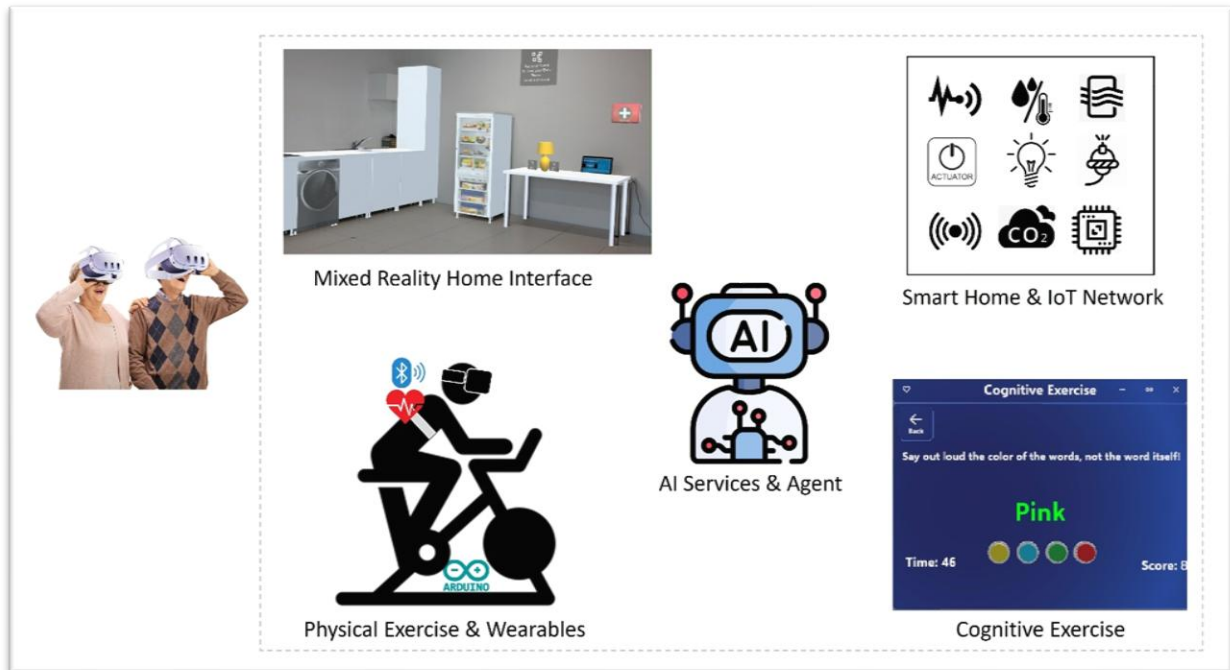 Mixed Reality Home Interface
ACTUATOR
CO2
Smart Home & IoT Network
AI
AI Services & Agent
ARDUINO
Physical Exercise & Wearables
Cognitive Exercise
Back
Say out loud the color of the words, not the word itself!
Pink
Time: 46
Score: 8
Cognitive Exercise